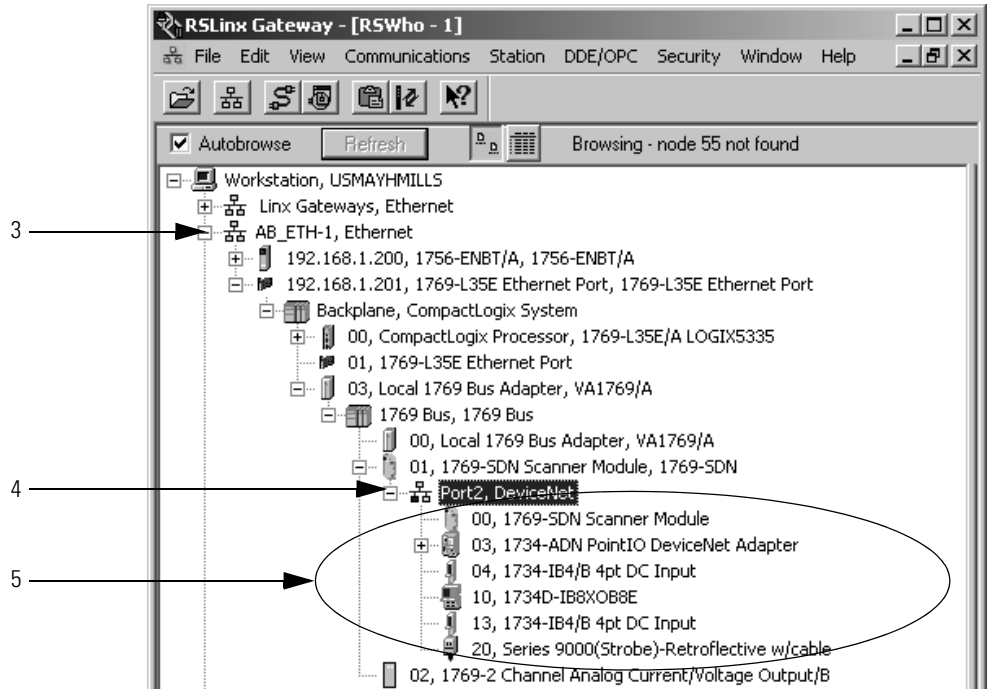 RSLinx Gateway - [RSWho - 1]
File Edit View Communications Station DDE/OPC Security Window Help
Autobrowse Refresh Browsing - node 55 not found
Workstation, USMAYHMILLS
Linx Gateways, Ethernet
3 AB_ETH-1, Ethernet
192.168.1.200, 1756-ENBT/A, 1756-ENBT/A
192.168.1.201, 1769-L35E Ethernet Port, 1769-L35E Ethernet Port
Backplane, CompactLogix System
00, CompactLogix Processor, 1769-L35E/A LOGIX5335
01, 1769-L35E Ethernet Port
03, Local 1769 Bus Adapter, VA1769/A
1769 Bus, 1769 Bus
00, Local 1769 Bus Adapter, VA1769/A
01, 1769-SDN Scanner Module, 1769-SDN
4 Port2, DeviceNet
00, 1769-SDN Scanner Module
03, 1734-ADN PointIO DeviceNet Adapter
5 04, 1734-IB4/B 4pt DC Input
10, 1734D-IB8XOB8E
13, 1734-IB4/B 4pt DC Input
20, Series 9000(Strobe)-Retroflective w/cable
02, 1769-2 Channel Analog Current/Voltage Output/B